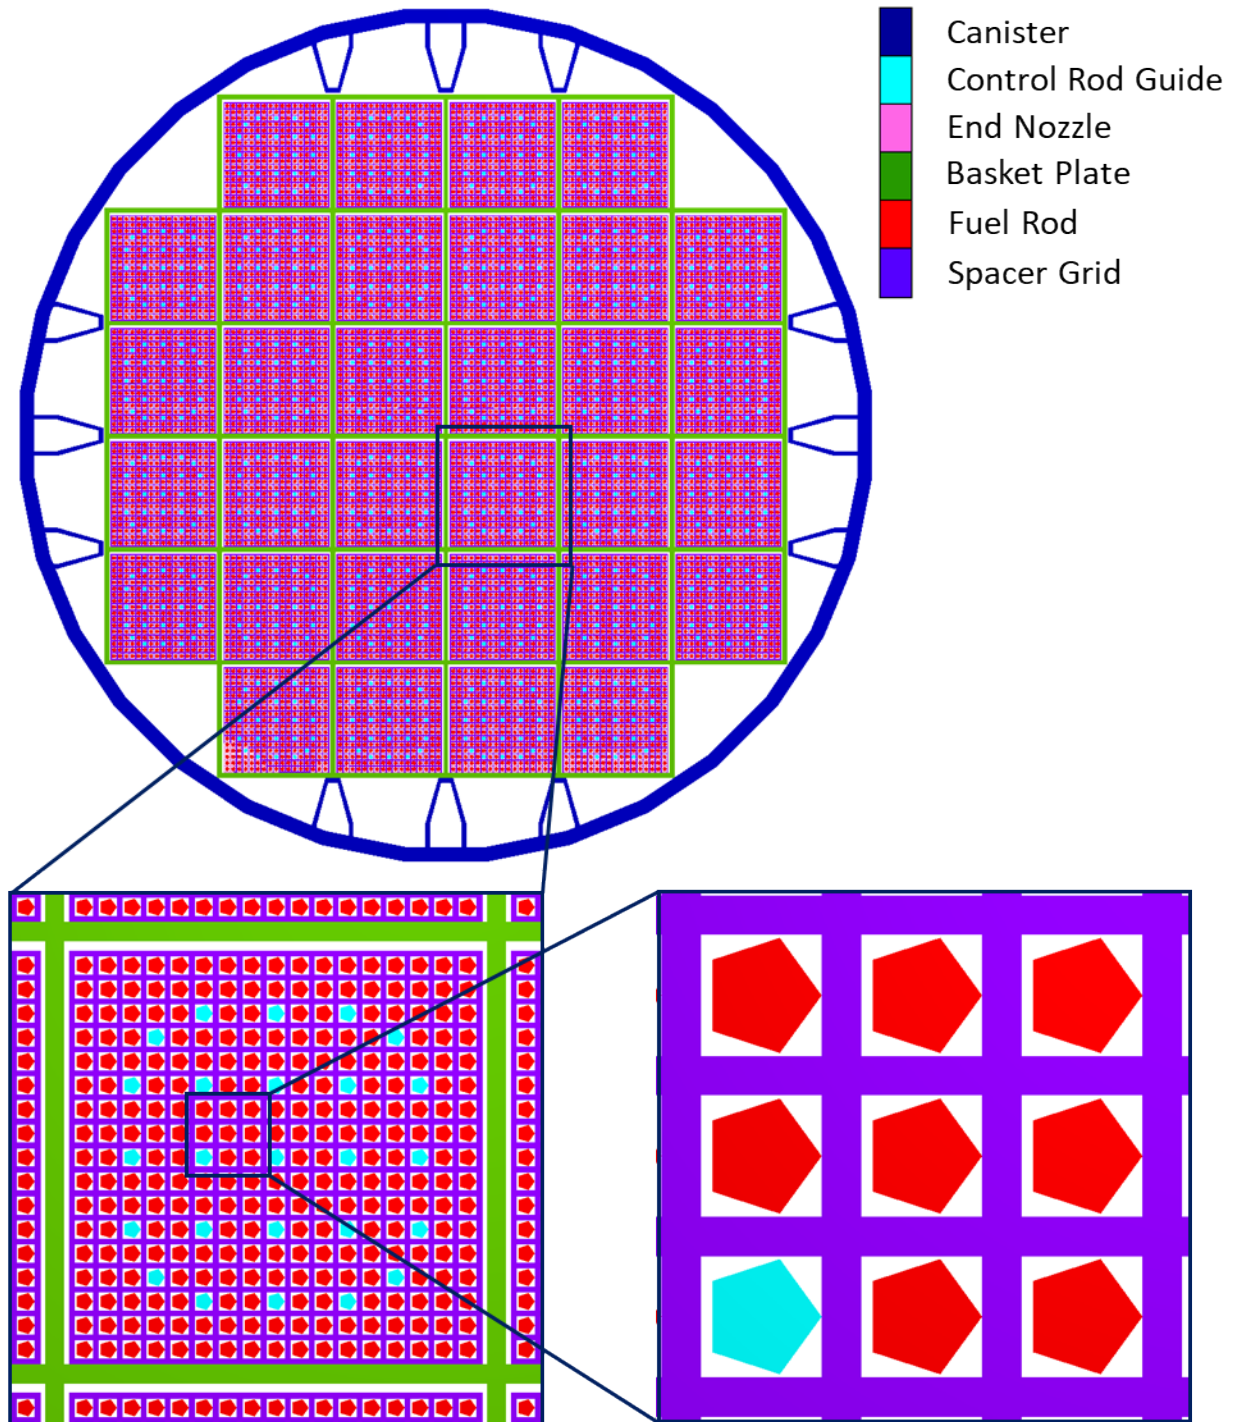 Canister
Control Rod Guide
End Nozzle
Basket Plate
Fuel Rod
Spacer Grid